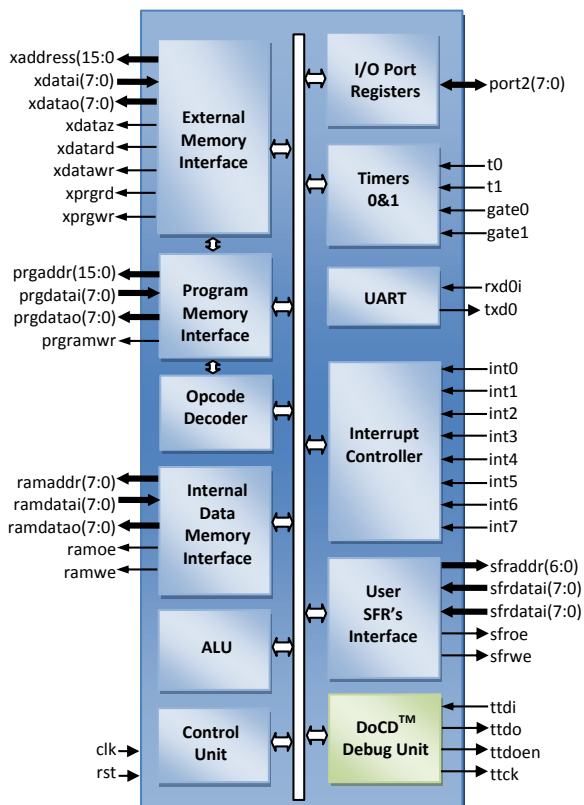 xaddress(15:0
xdatai(7:0)
xdatao(7:0)
xdataz
xdatard
xdatawr
xprgrd
xprgwr
External
Memory
Interface
prgaddr(15:0)
prgdatai(7:0)
prgdatao(7:0)
prgramwr
Program
Memory
Interface
Opcode
Decoder
ramaddr(7:0)
ramdatai(7:0)
ramdatao(7:0)
ramoe
ramwe
Internal
Data
Memory
Interface
ALU
clk
rst
Control
Unit
I/O Port
Registers
port2(7:0)
Timers
0&1
t0
t1
gate0
gate1
UART
rxd0i
txd0
Interrupt
Controller
int0
int1
int2
int3
int4
int5
int6
int7
User
SFR's
Interface
sfraddr(6:0)
sfrdatai(7:0)
sfrdatai(7:0)
sfroe
sfrwe
DoCD™
Debug Unit
ttdi
ttdo
ttdoen
ttck